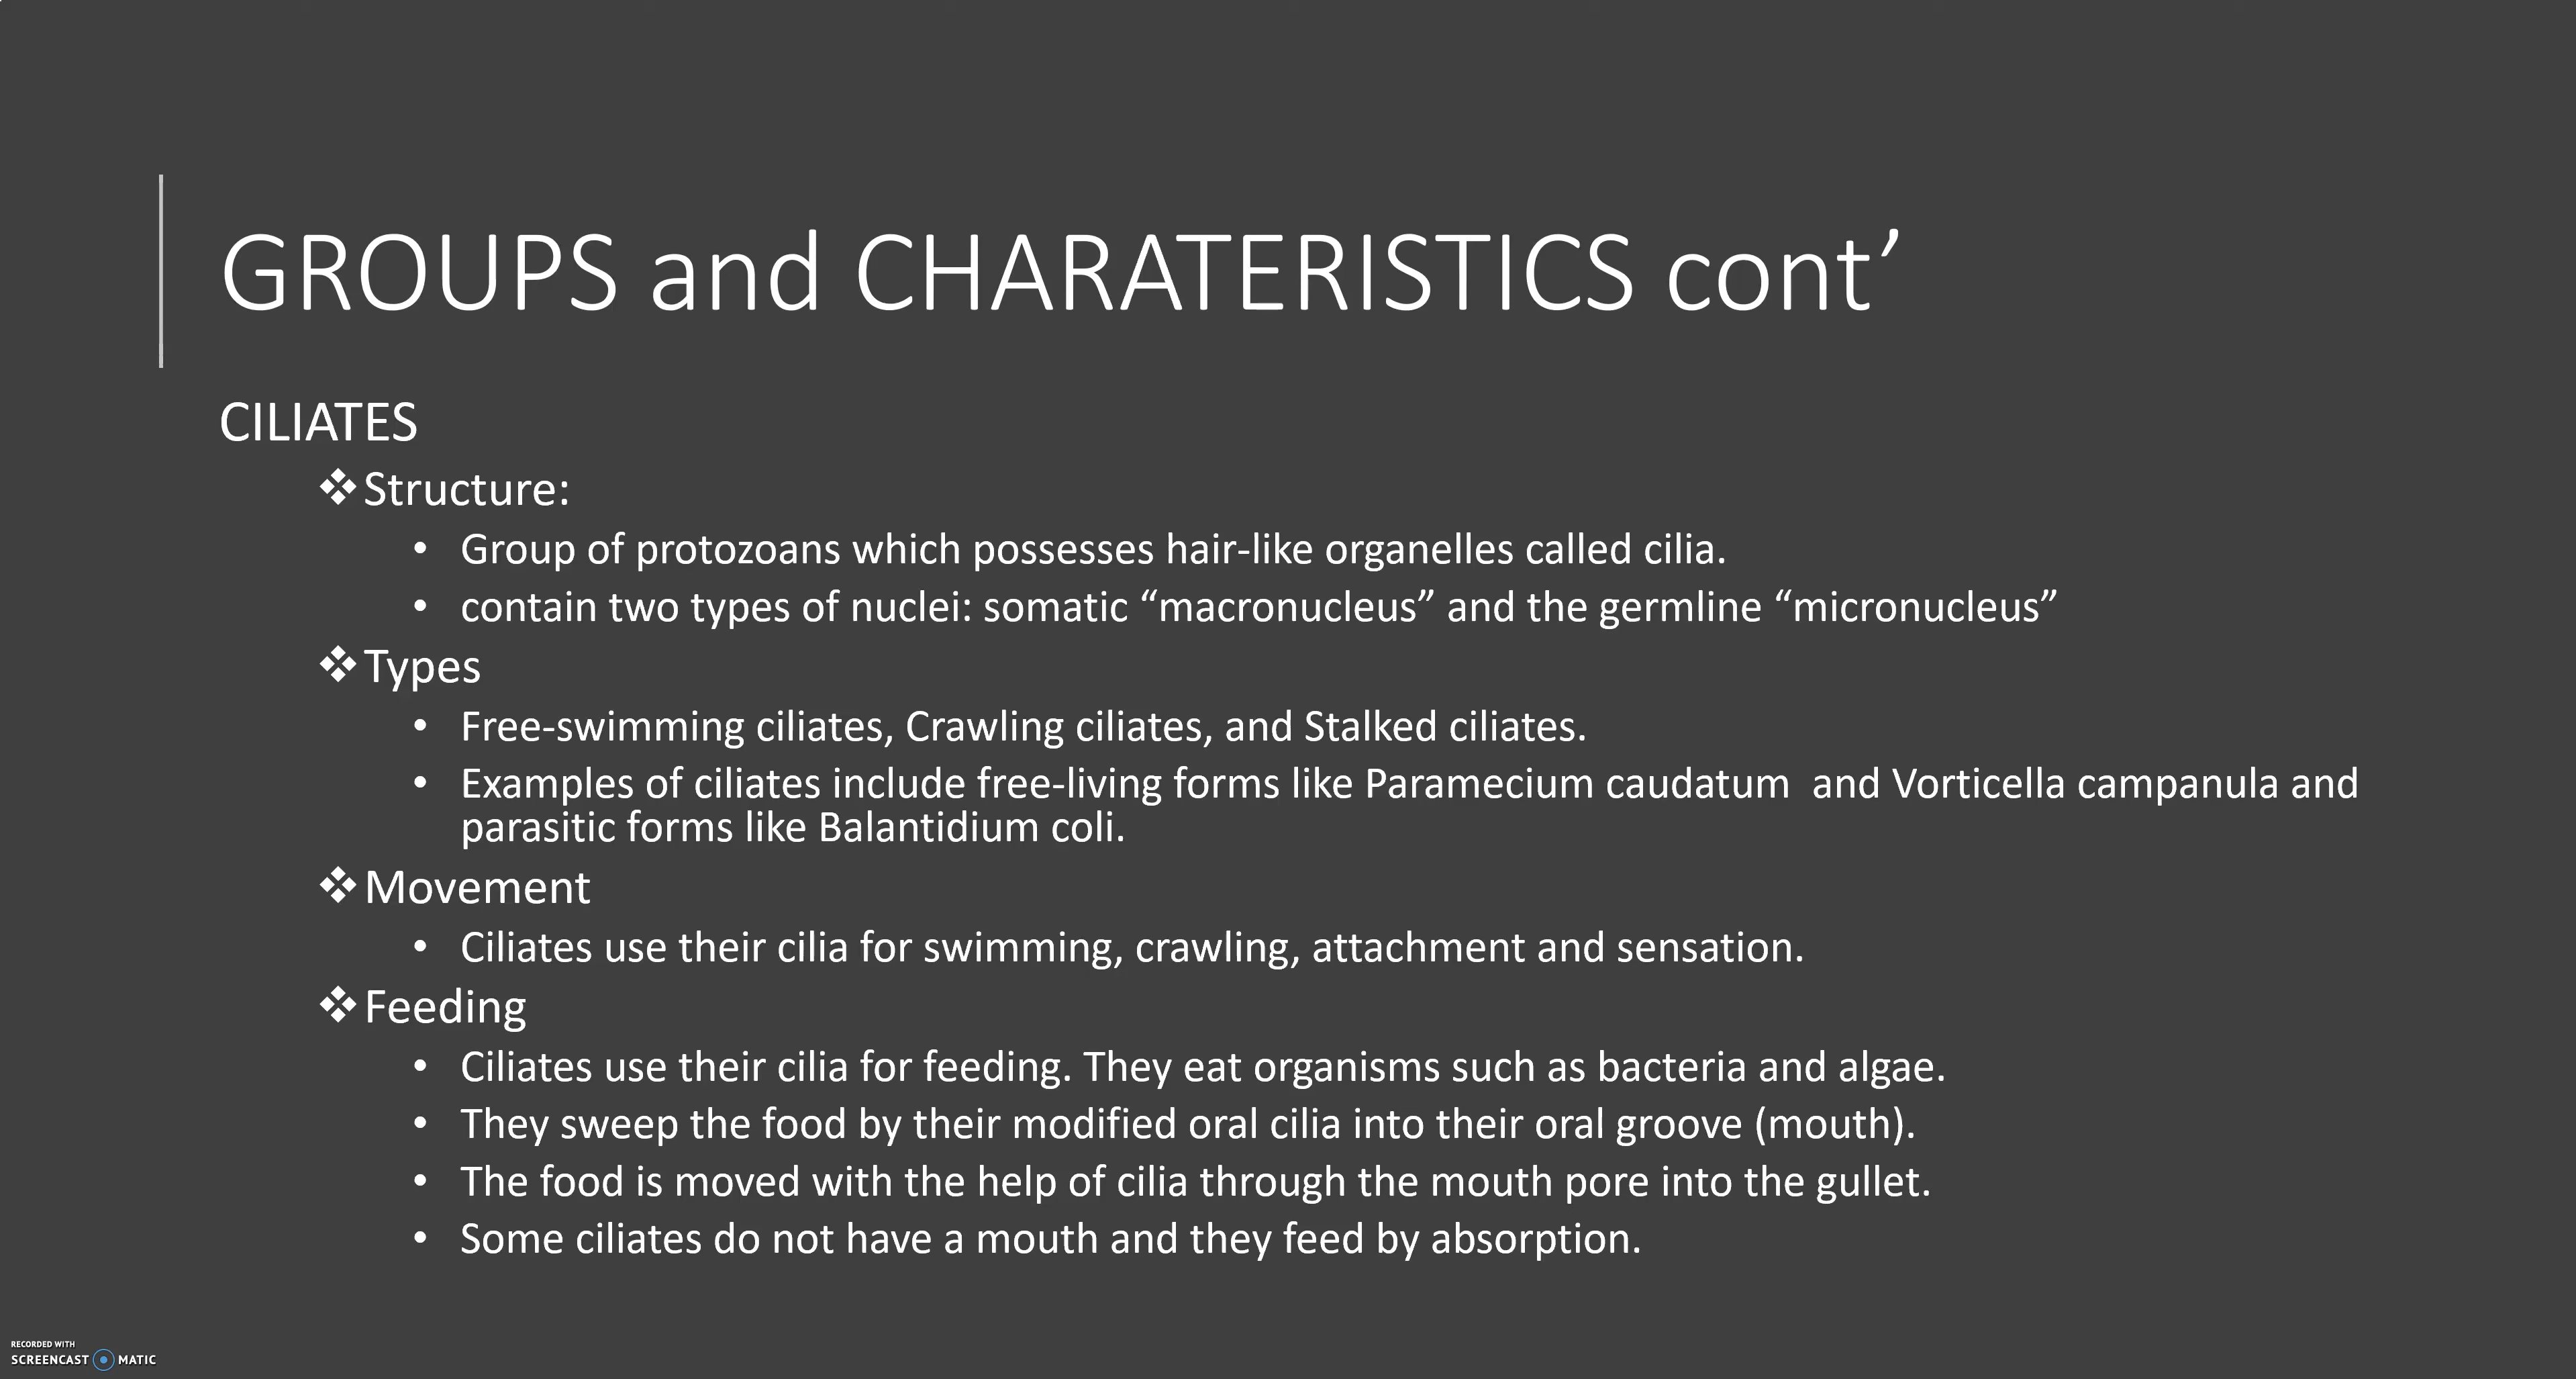 GROUPS and CHARATERISTICS cont’
CILIATES
❖Structure:
• Group of protozoans which possesses hair-like organelles called cilia.
• contain two types of nuclei: somatic “macronucleus” and the germline “micronucleus”
❖Types
• Free-swimming ciliates, Crawling ciliates, and Stalked ciliates.
• Examples of ciliates include free-living forms like Paramecium caudatum and Vorticella campanula and
parasitic forms like Balantidium coli.
❖Movement
• Ciliates use their cilia for swimming, crawling, attachment and sensation.
❖Feeding
• Ciliates use their cilia for feeding. They eat organisms such as bacteria and algae.
• They sweep the food by their modified oral cilia into their oral groove (mouth).
• The food is moved with the help of cilia through the mouth pore into the gullet.
• Some ciliates do not have a mouth and they feed by absorption.
RECORDED WITH
SCREENCAST MATIC